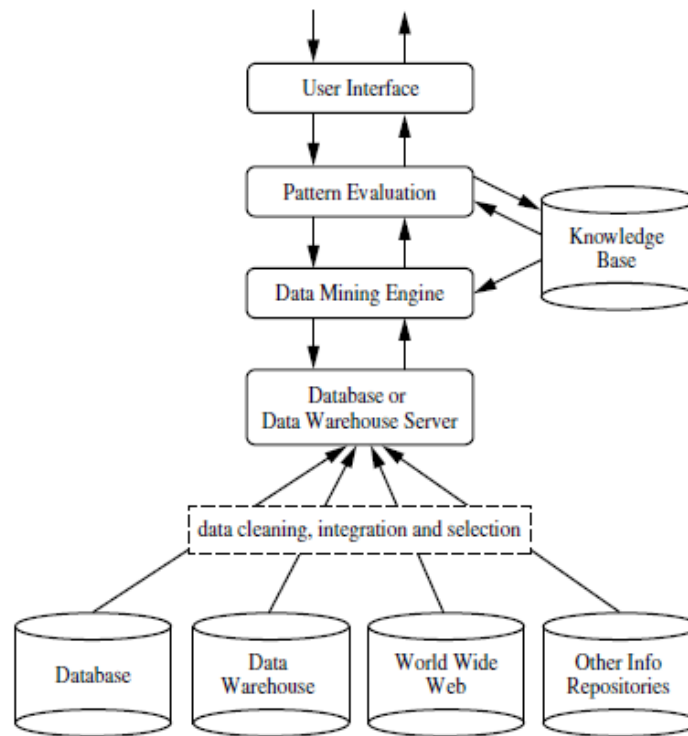 User Interface
Pattern Evaluation
Knowledge
Base
Data Mining Engine
Database or
Data Warehouse Server
data cleaning, integration and selection
Database
Data
Warehouse
World Wide
Web
Other Info
Repositories